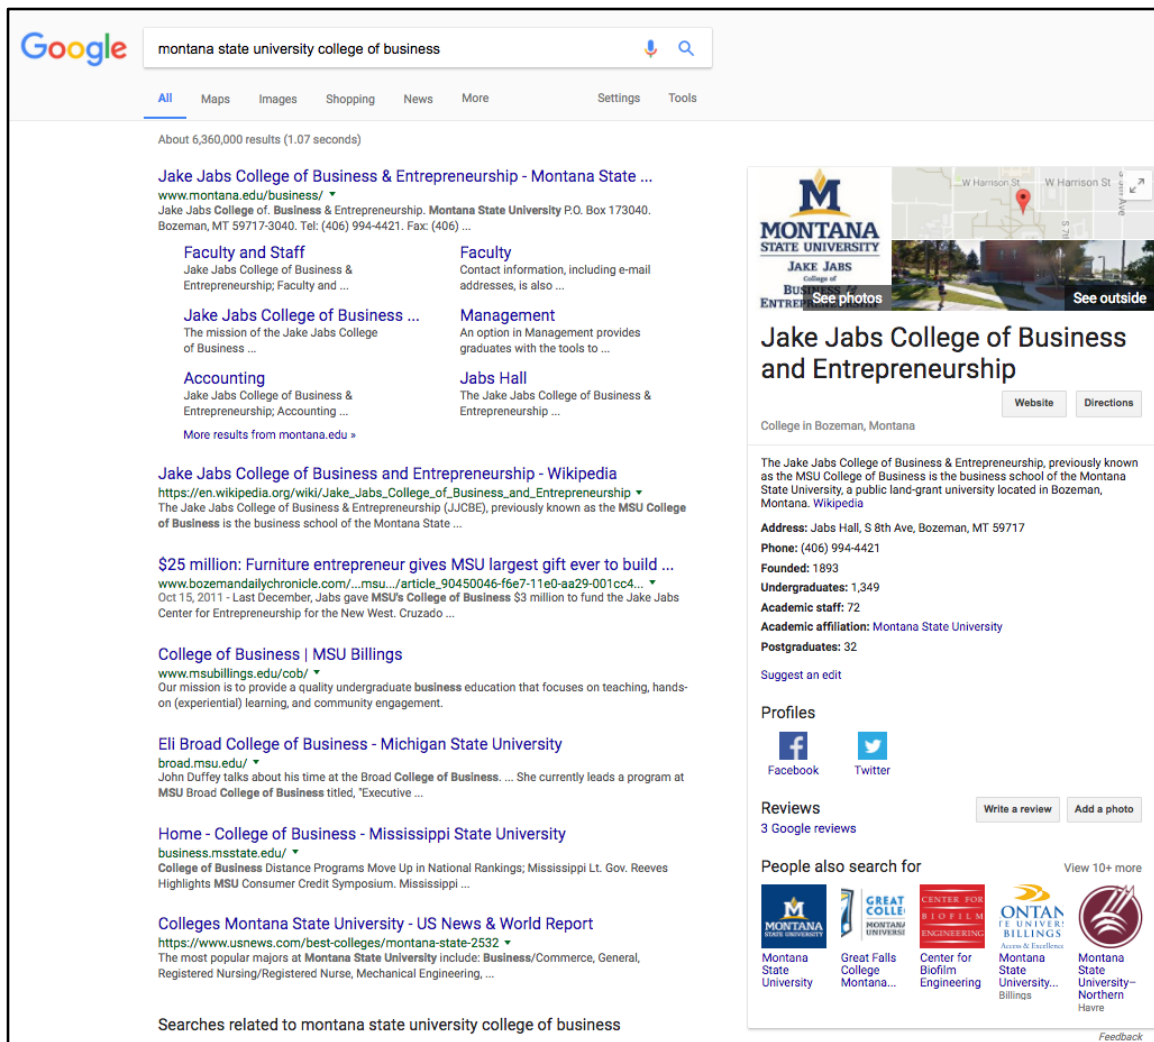 Google
montana state university college of business
All Maps Images Shopping News More Settings Tools
About 6,360,000 results (1.07 seconds)
Jake Jabs College of Business & Entrepreneurship - Montana State ...
www.montana.edu/business/
Jake Jabs College of. Business & Entrepreneurship. Montana State University P.O. Box 173040.
Bozeman, MT 59717-3040. Tel: (406) 994-4421. Fax: (406) ...
Faculty and Staff
Jake Jabs College of Business &
Entrepreneurship; Faculty and ...
Faculty
Contact information, including e-mail
addresses, is also ...
Jake Jabs College of Business ...
The mission of the Jake Jabs College
of Business ...
Management
An option in Management provides
graduates with the tools to ...
Accounting
Jake Jabs College of Business &
Entrepreneurship; Accounting ...
Jabs Hall
The Jake Jabs College of Business &
Entrepreneurship ...
More results from montana.edu »
Jake Jabs College of Business and Entrepreneurship - Wikipedia
https://en.wikipedia.org/wiki/Jake_Jabs_College_of_Business_and_Entrepreneurship
The Jake Jabs College of Business & Entrepreneurship (JJCBE), previously known as the MSU College
of Business is the business school of the Montana State ...
$25 million: Furniture entrepreneur gives MSU largest gift ever to build ...
www.bozemandailychronicle.com/...msu.../article_90450046-f6e7-11e0-aa29-001cc4...
Oct 15, 2011 - Last December, Jabs gave MSU's College of Business $3 million to fund the Jake Jabs
Center for Entrepreneurship for the New West. Cruzado ...
College of Business | MSU Billings
www.msubillings.edu/cob/
Our mission is to provide a quality undergraduate business education that focuses on teaching, hands-
on (experiential) learning, and community engagement.
Eli Broad College of Business - Michigan State University
broad.msu.edu/
John Duffey talks about his time at the Broad College of Business. ... She currently leads a program at
MSU Broad College of Business titled, "Executive ...
Home - College of Business - Mississippi State University
business.msstate.edu/
College of Business Distance Programs Move Up in National Rankings; Mississippi Lt. Gov. Reeves
Highlights MSU Consumer Credit Symposium. Mississippi ...
Colleges Montana State University - US News & World Report
https://www.usnews.com/best-colleges/montana-state-2532
The most popular majors at Montana State University include: Business/Commerce, General,
Registered Nursing/Registered Nurse, Mechanical Engineering, ...
Searches related to montana state university college of business
M
MONTANA
STATE UNIVERSITY
JAKE JABS
College of
BUSINESS &
See photos
W Harrison St W Harrison St
See outside
Jake Jabs College of Business
and Entrepreneurship
Website Directions
College in Bozeman, Montana
The Jake Jabs College of Business & Entrepreneurship, previously known
as the MSU College of Business is the business school of the Montana
State University, a public land-grant university located in Bozeman,
Montana. Wikipedia
Address: Jabs Hall, S 8th Ave, Bozeman, MT 59717
Phone: (406) 994-4421
Founded: 1893
Undergraduates: 1,349
Academic staff: 72
Academic affiliation: Montana State University
Postgraduates: 32
Suggest an edit
Profiles
Facebook Twitter
Reviews
Write a review Add a photo
3 Google reviews
People also search for
View 10+ more
M
MONTANA
STATE UNIVERSITY
GREAT
COLLE
MONTANA
UNIVERSI
CENTER FOR
BIOFILM
ENGINEERING
ONTAN
TE UNIVERS
BILLINGS
Access & Excellence
Montana
State
University
Great Falls
College
Montana...
Center for
Biofilm
Engineering
Montana
State
University...
Billings
Montana
State
University–
Northern
Havre
Feedback